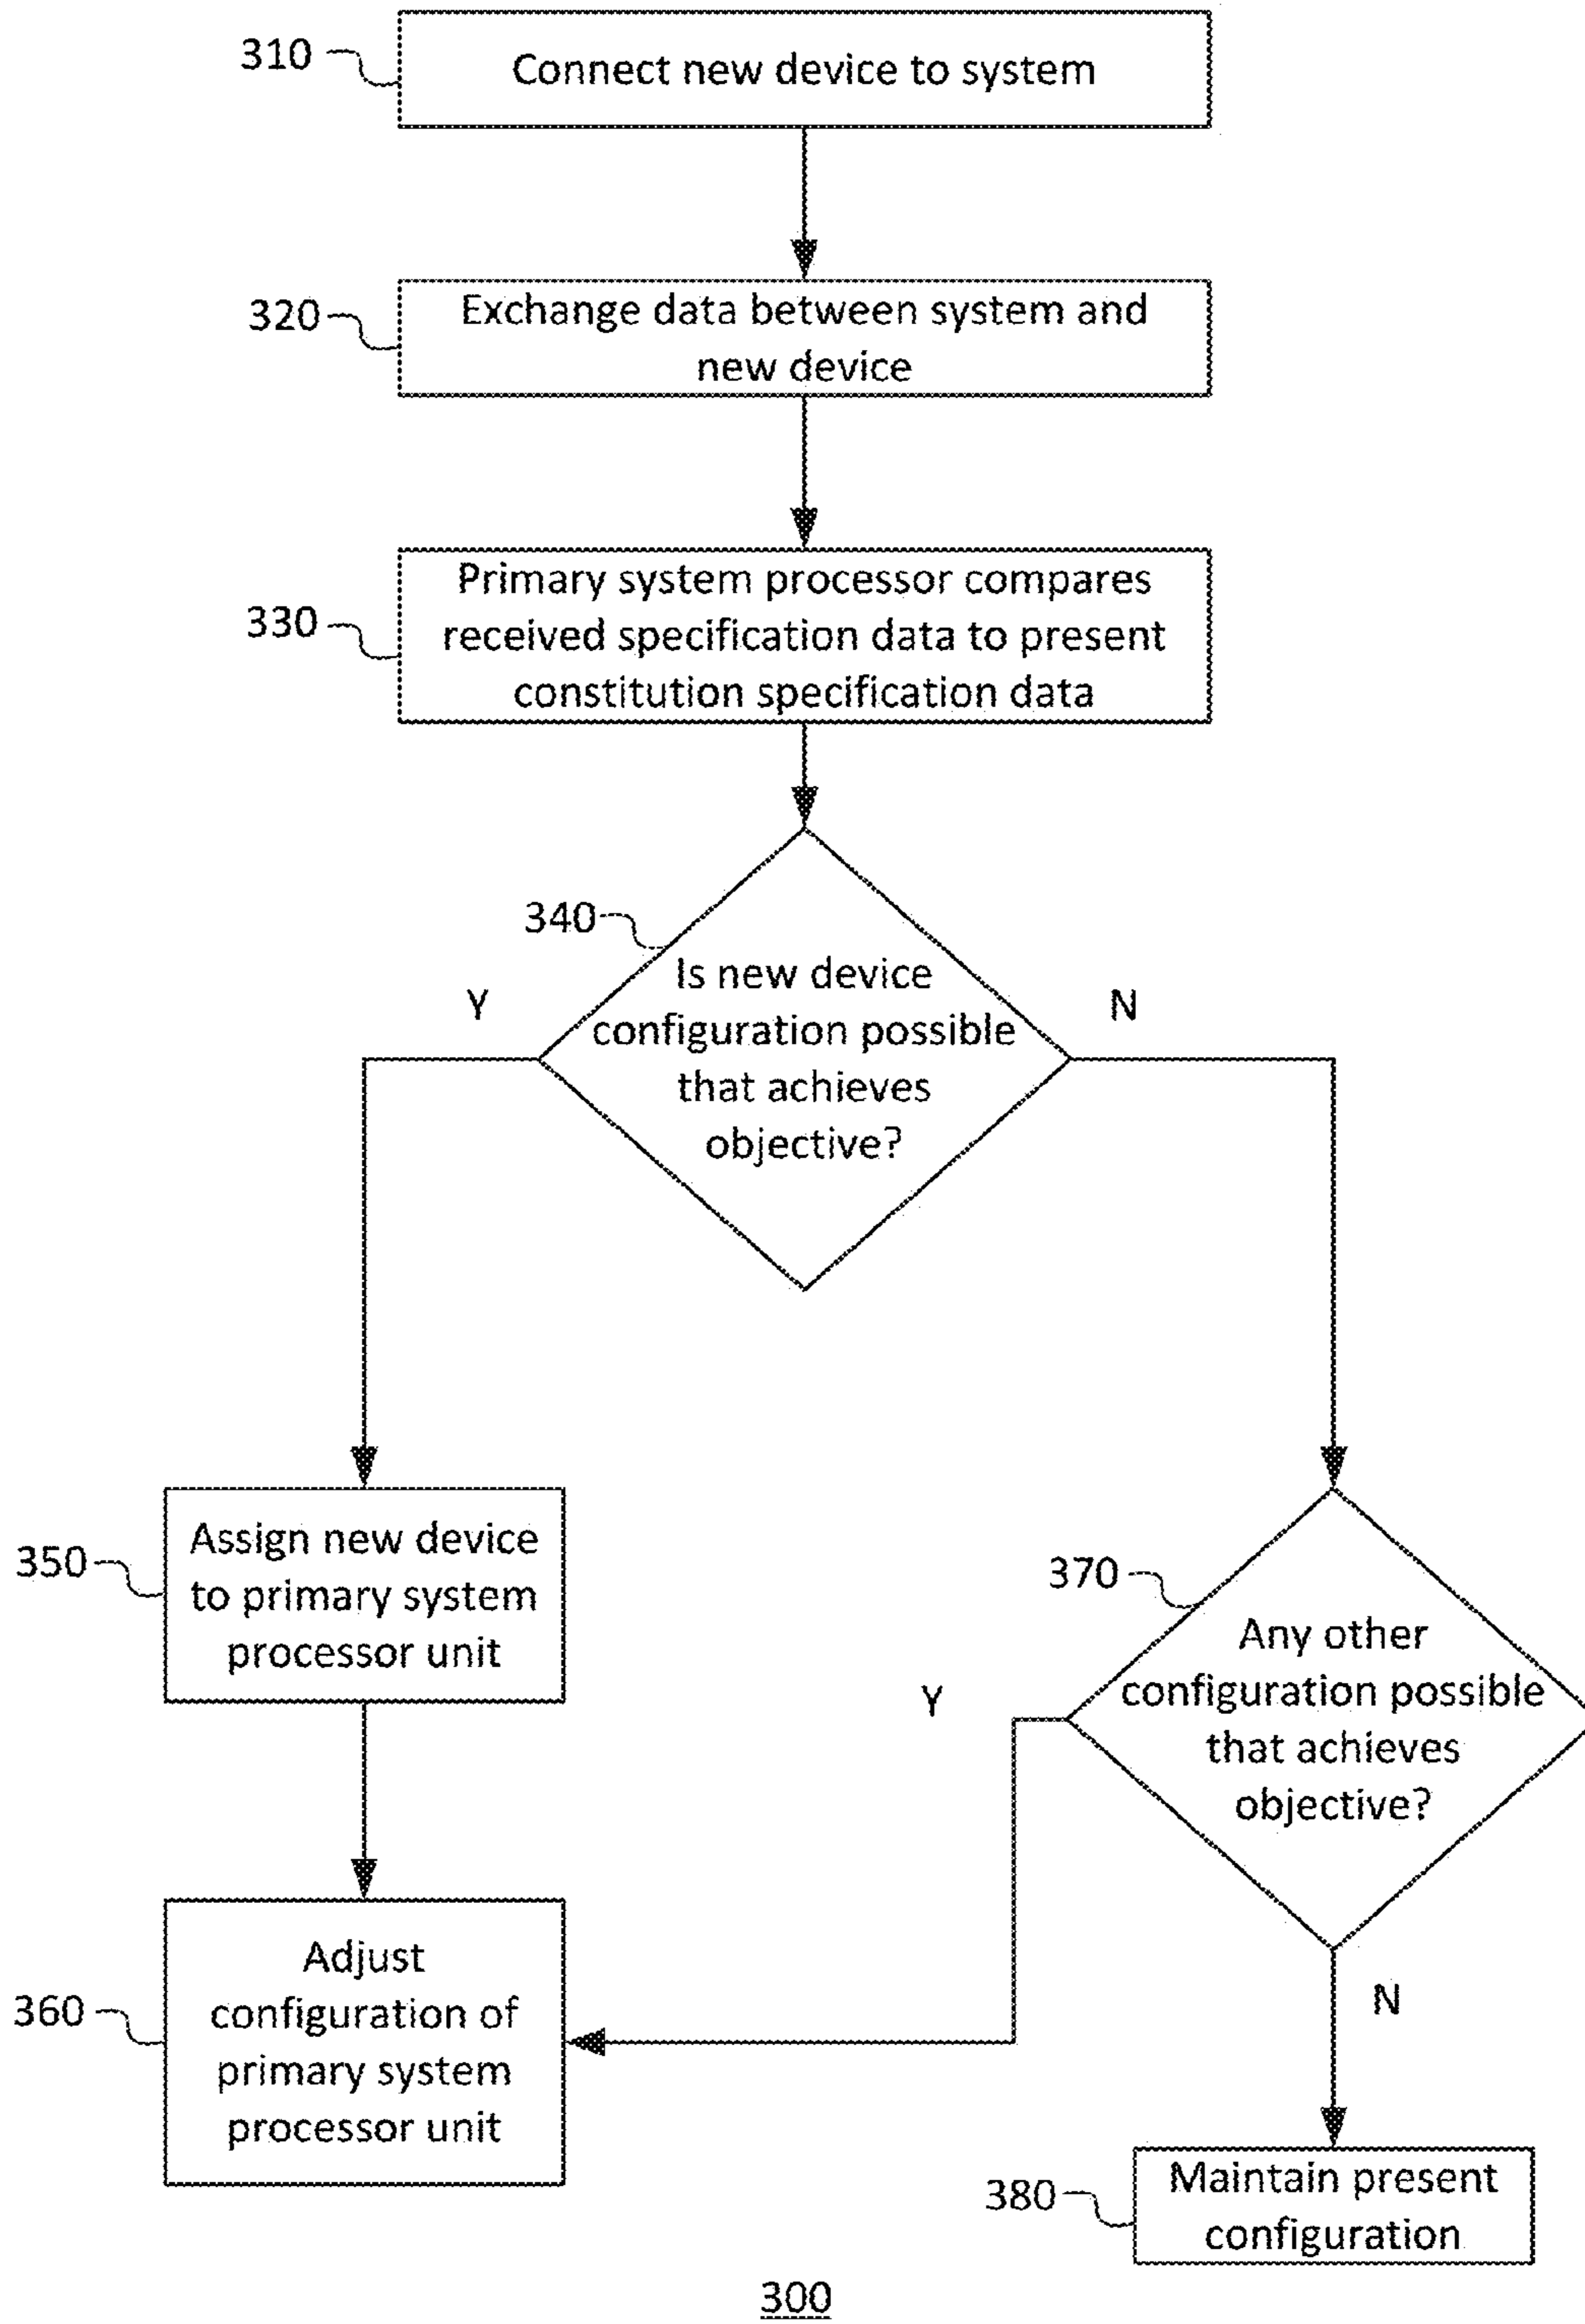 310
Connect new device to system
320
Exchange data between system and
new device
330
Primary system processor compares
received specification data to present
constitution specification data
340
Is new device
configuration possible
that achieves
objective?
Y
N
350
Assign new device
to primary system
processor unit
370
Any other
configuration possible
that achieves
objective?
Y
N
360
Adjust
configuration of
primary system
processor unit
380
Maintain present
configuration
300